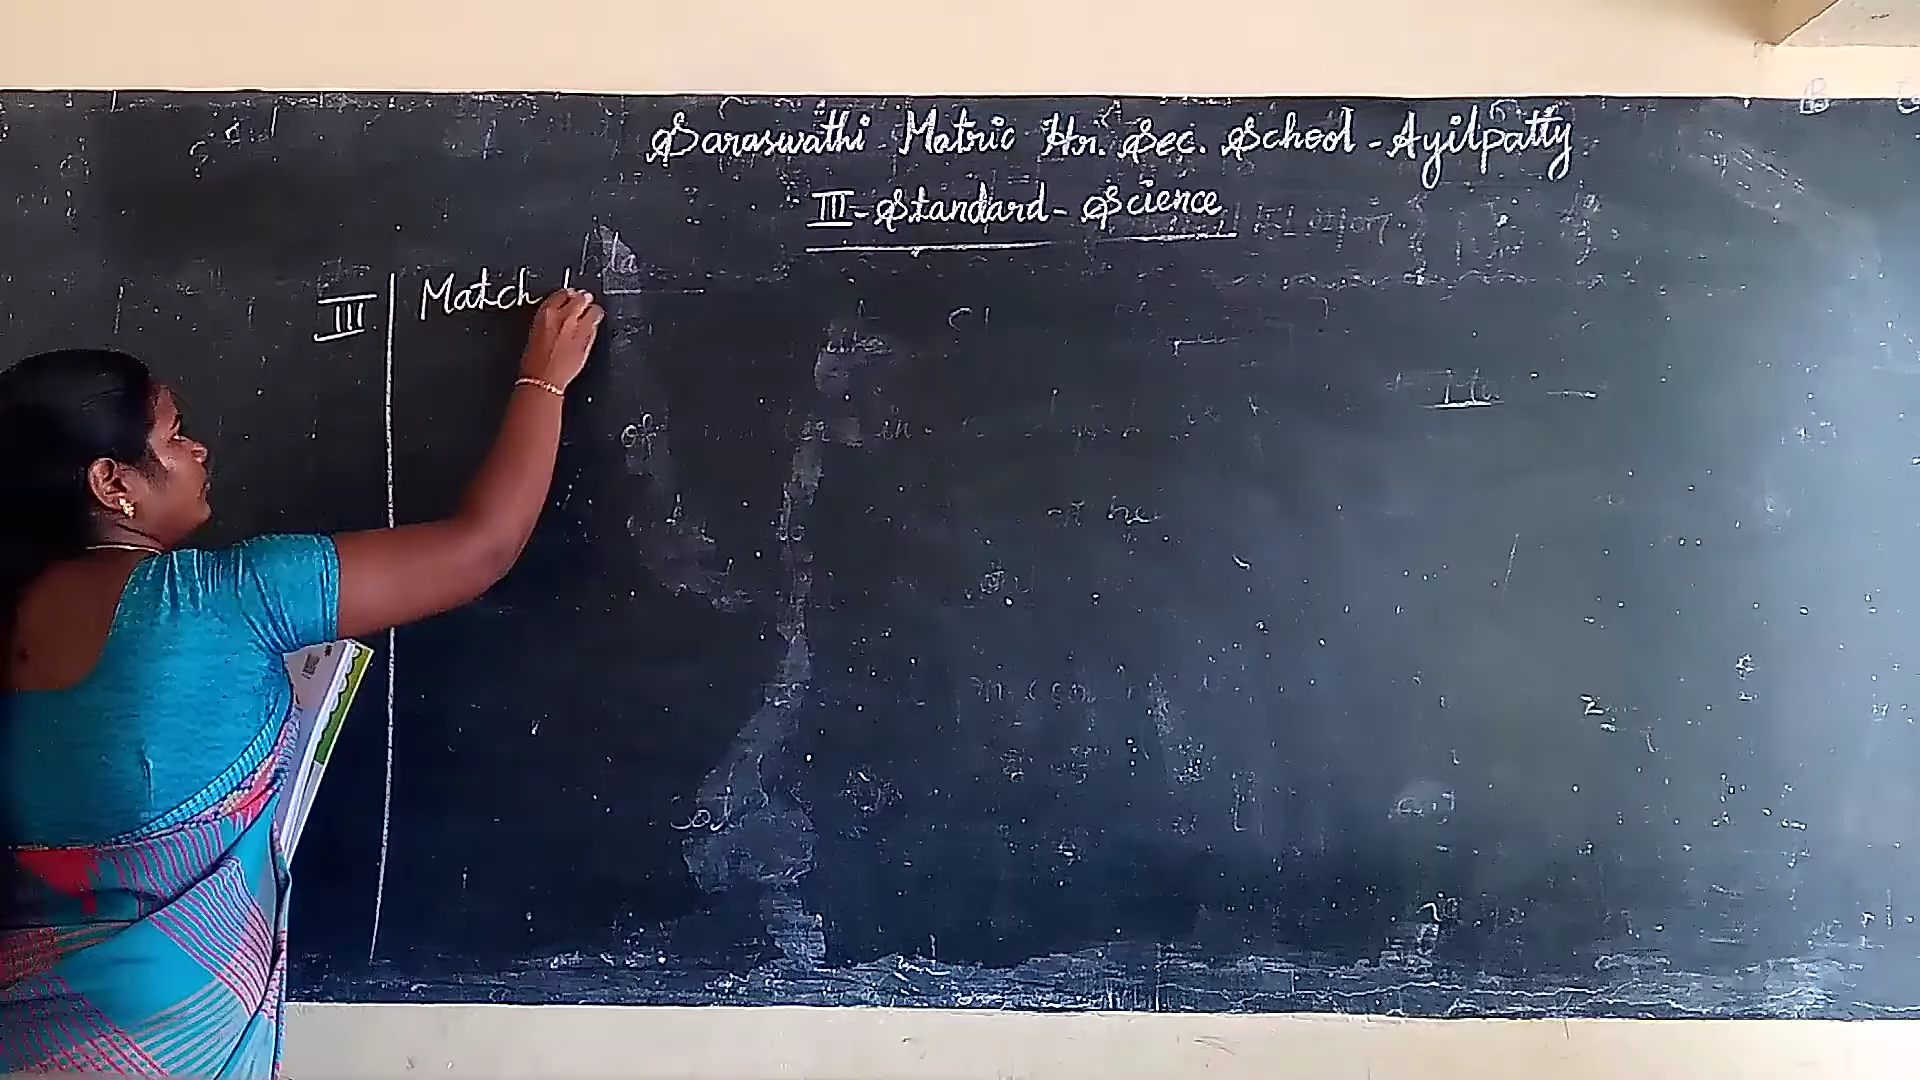 Saraswathi Matric Hr. Sec. School - Ayilpatty
III - Standard - Science
III. Match